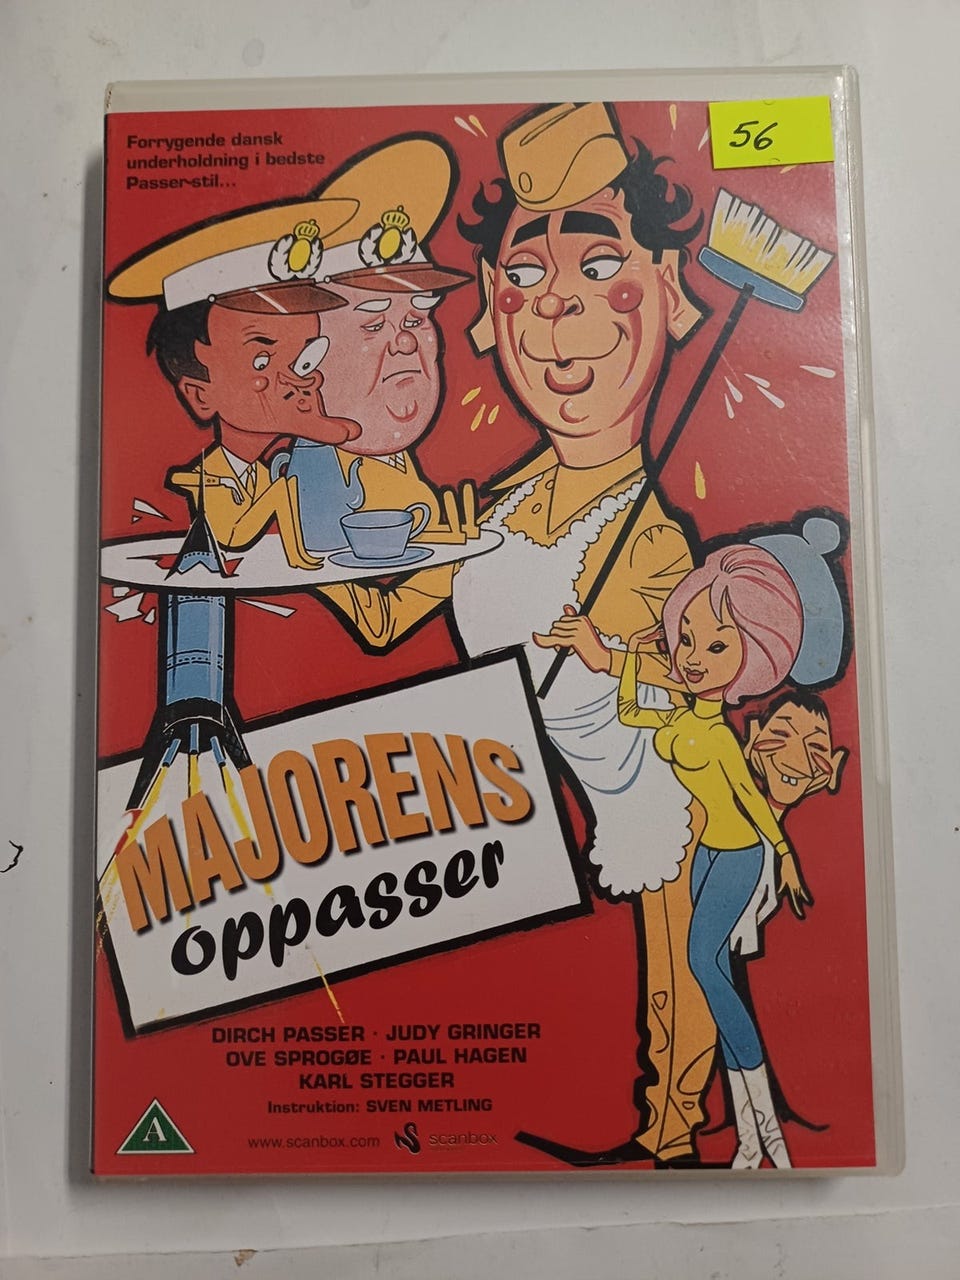 Forrygende dansk
underholdning i bedste
Passer-stil...
56
MAJORENS
oppasser
DIRCH PASSER · JUDY GRINGER
OVE SPROGØE · PAUL HAGEN
KARL STEGGER
Instruktion: SVEN METLING
A
www.scanbox.com
scanbox